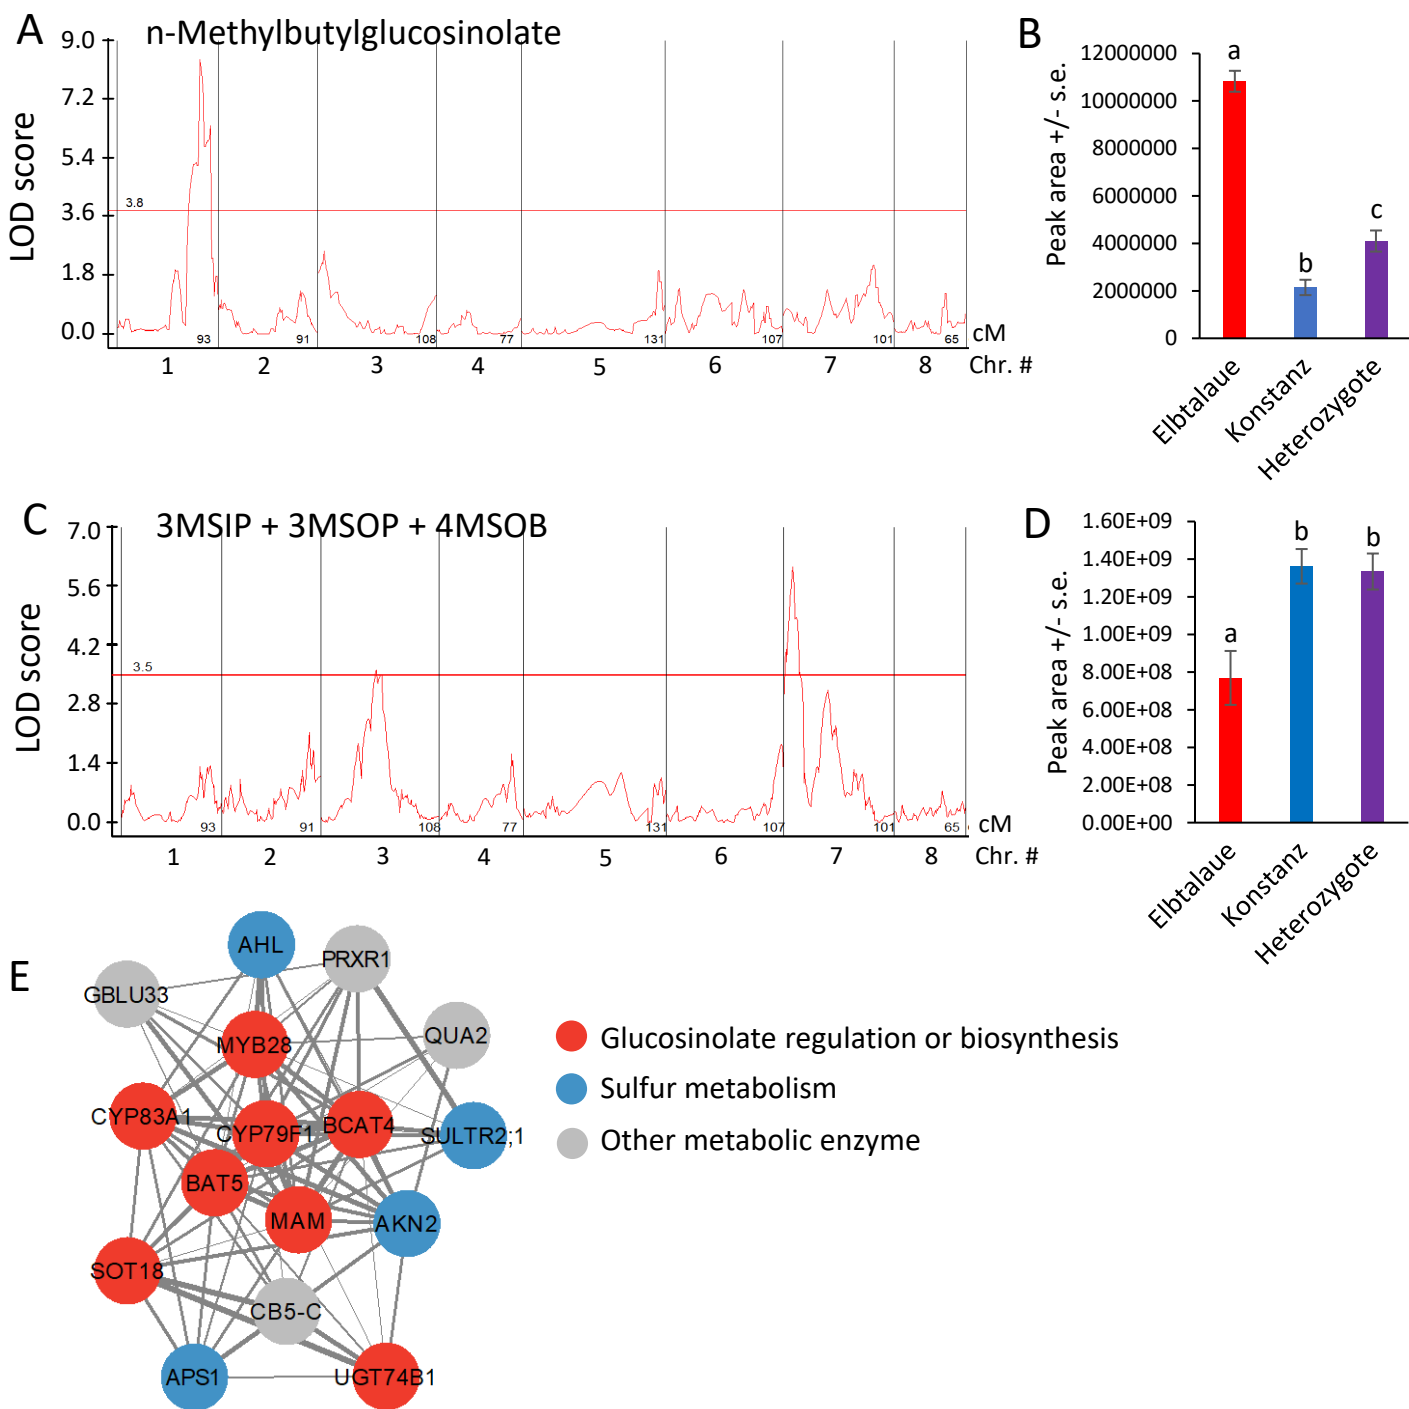 A
n-Methylbutylglucosinolate
9.0
7.2
5.4
3.6
1.8
0.0
LOD score
3.8
93
91
108
77
131
107
101
65
cM
1 2 3 4 5 6 7 8 Chr. #
B
12000000
10000000
8000000
6000000
4000000
2000000
0
Peak area +/- s.e.
a
b
c
Elbtalaue
Konstanz
Heterozygote
C
3MSIP + 3MSOP + 4MSOB
7.0
5.6
4.2
2.8
1.4
0.0
LOD score
3.5
93
91
108
77
131
107
101
65
cM
1 2 3 4 5 6 7 8 Chr. #
D
1.60E+09
1.40E+09
1.20E+09
1.00E+09
8.00E+08
6.00E+08
4.00E+08
2.00E+08
0.00E+00
Peak area +/- s.e.
a
b
b
Elbtalaue
Konstanz
Heterozygote
E
AHL
PRXR1
GBLU33
MYB28
QUA2
CYP83A1
CYP79F1
BCAT4
SULTR2;1
BAT5
MAM
AKN2
SOT18
CB5-C
APS1
UGT74B1
Glucosinolate regulation or biosynthesis
Sulfur metabolism
Other metabolic enzyme